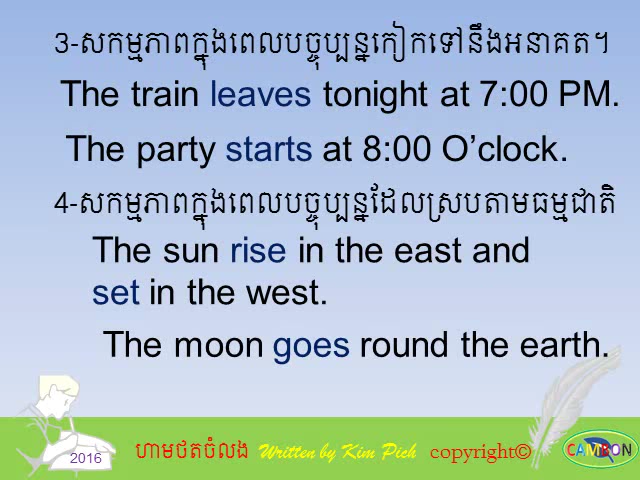 3-សកម្មភាពក្នុងពេលបច្ចុប្បន្នកៀកទៅនឹងអនាគត។
The train leaves tonight at 7:00 PM.
The party starts at 8:00 O’clock.
4-សកម្មភាពក្នុងពេលបច្ចុប្បន្នដែលស្របតាមធម្មជាតិ
The sun rise in the east and
set in the west.
The moon goes round the earth.
2016
ហាមថតចំលង Written by Kim Pich copyright©
CAMBON